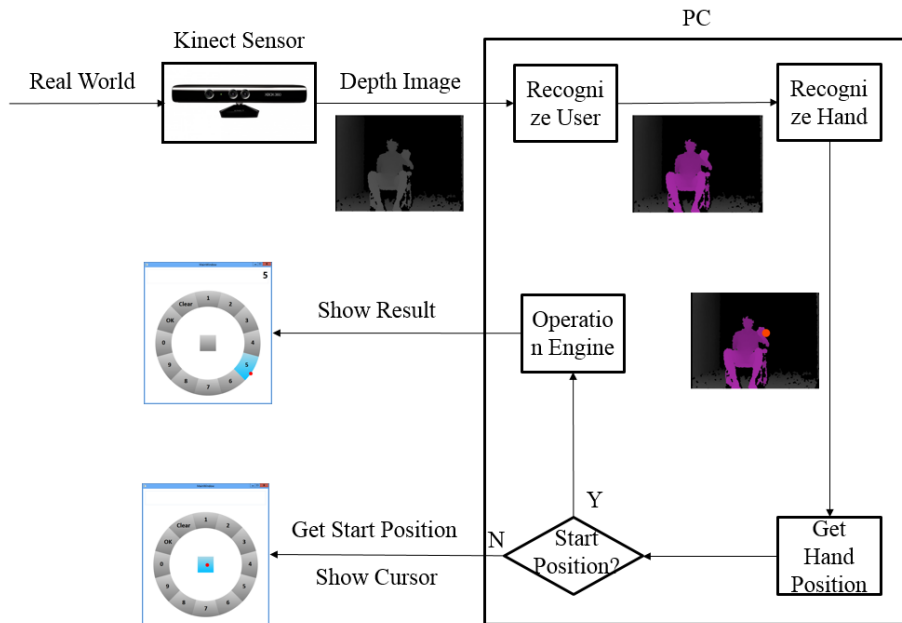 PC
Kinect Sensor
Real World
Depth Image
Recogni
ze User
Recogni
ze Hand
5
Clear
1
2
OK
3
0
4
9
5
8
7
6
Show Result
Operatio
n Engine
Y
Clear
1
2
OK
3
0
4
9
5
8
7
6
Get Start Position
Show Cursor
N
Start
Position?
Get
Hand
Position